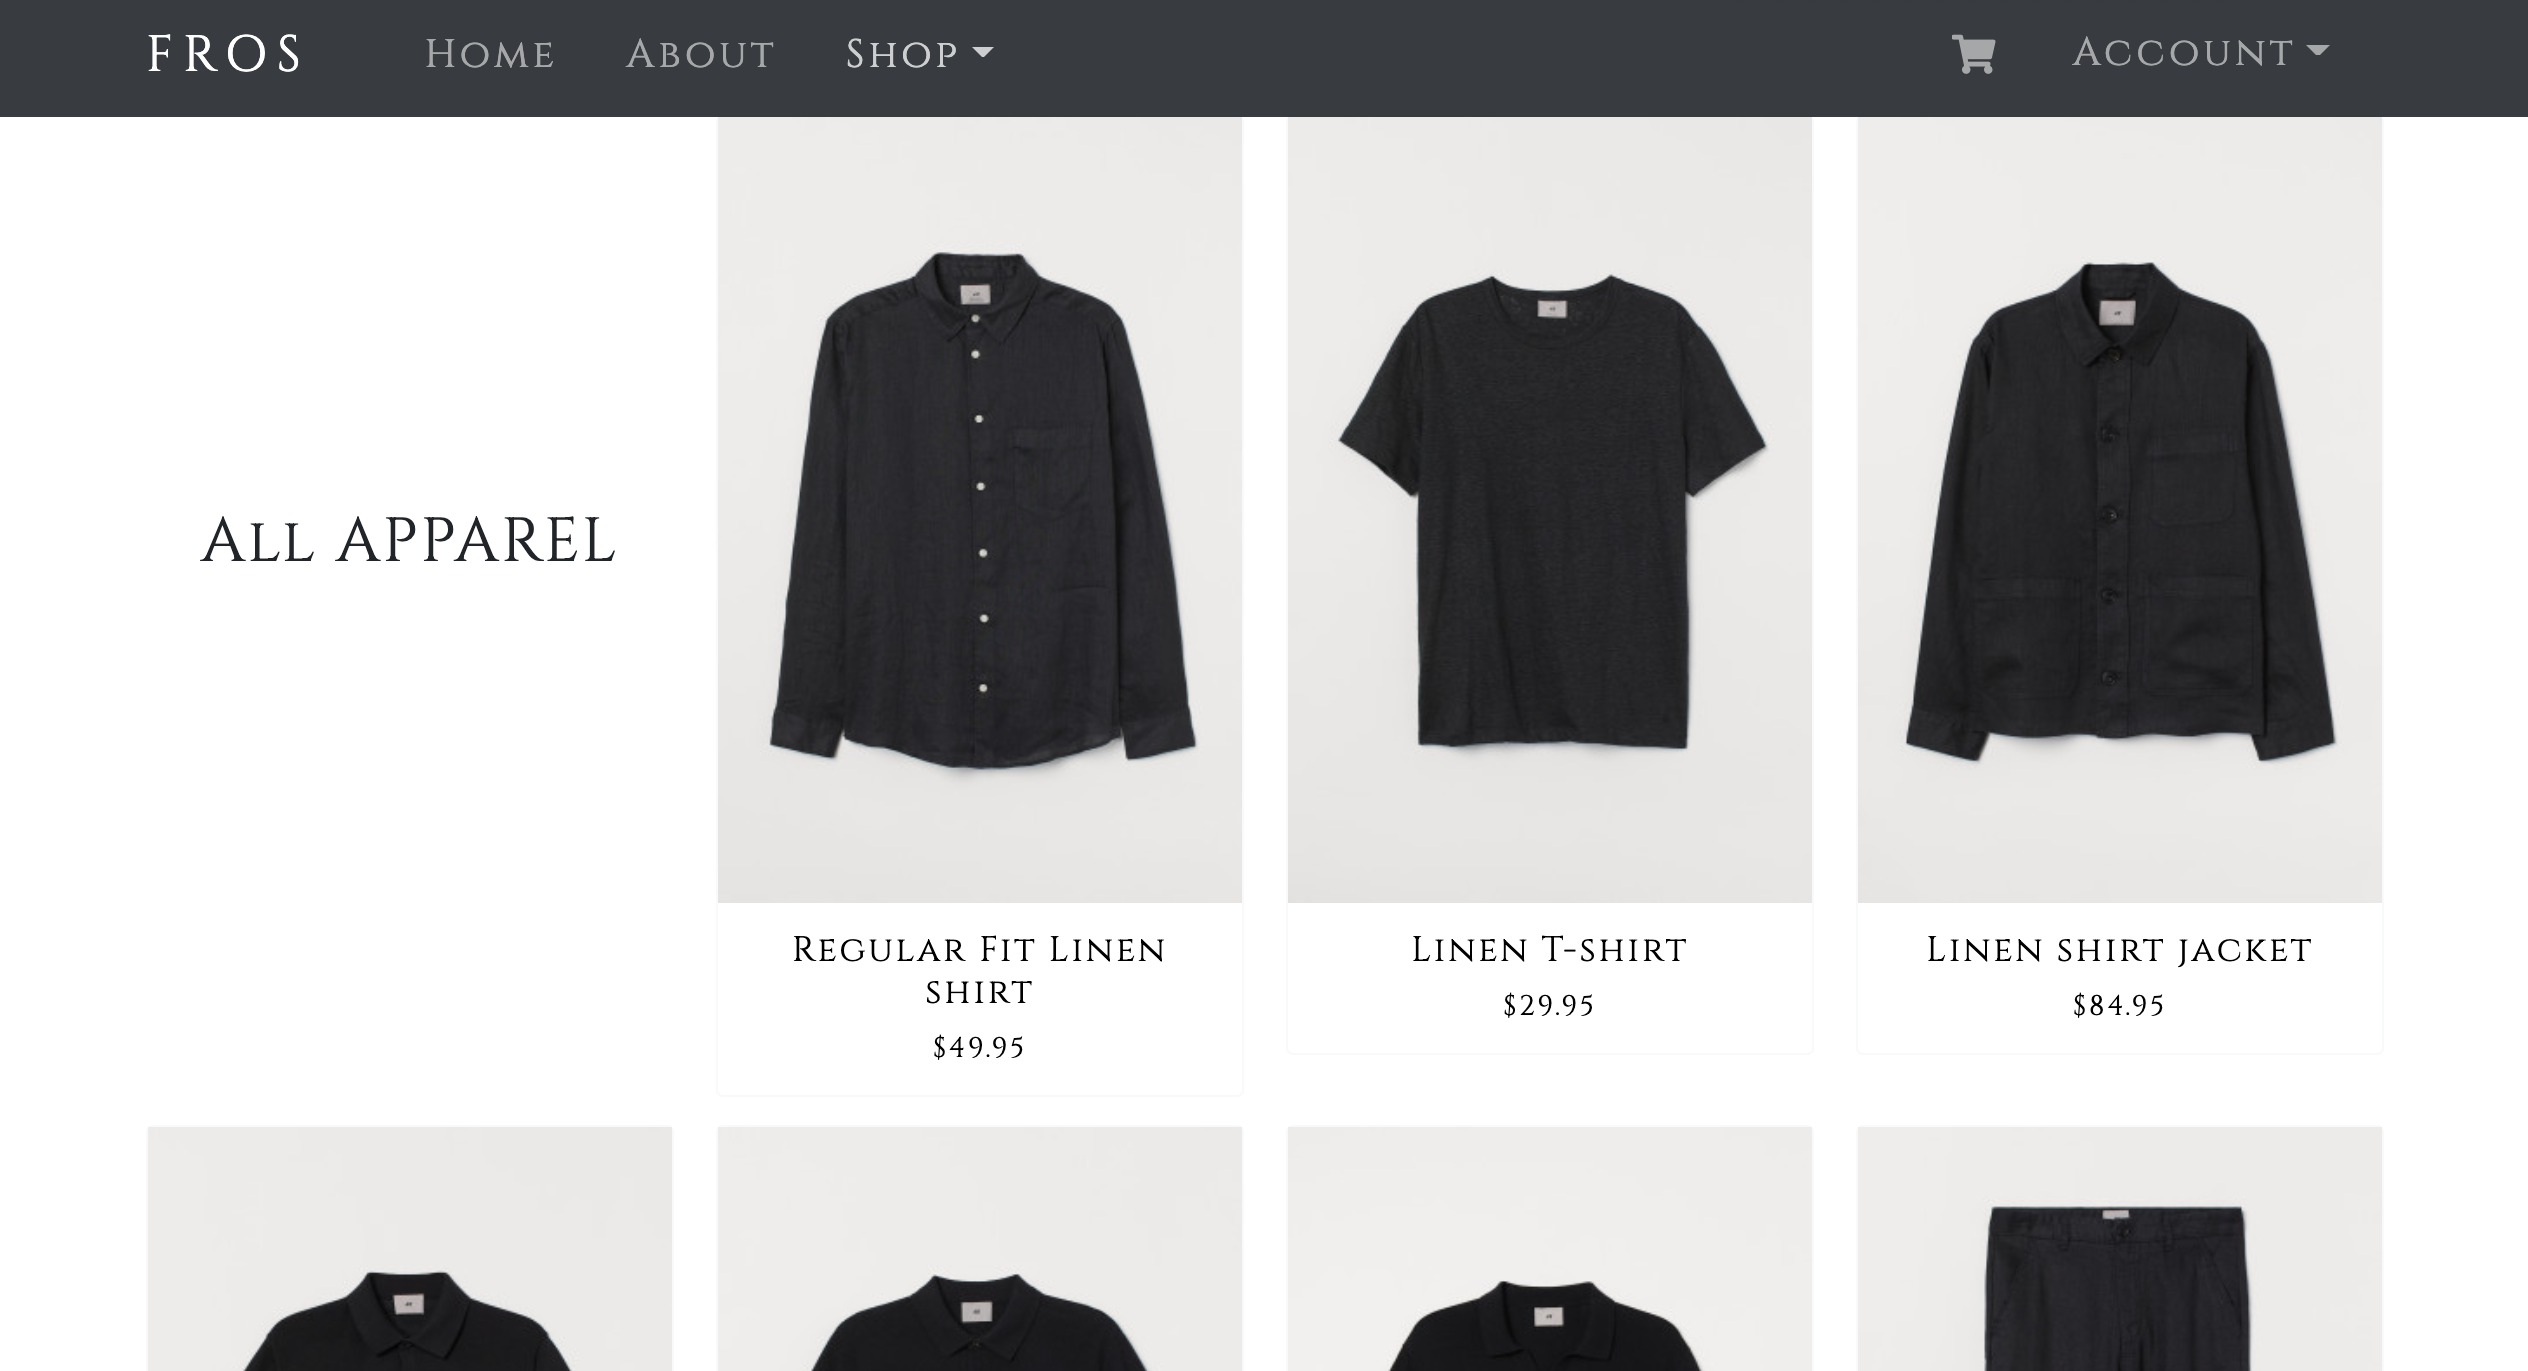 FROS
Home
About
Shop
Account
All APPAREL
Regular Fit Linen
shirt
$49.95
Linen T-shirt
$29.95
Linen shirt jacket
$84.95